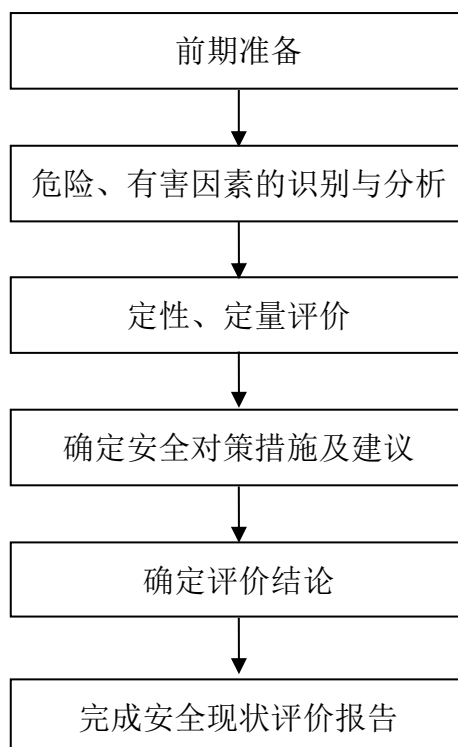 前期准备
危险、有害因素的识别与分析
定性、定量评价
确定安全对策措施及建议
确定评价结论
完成安全现状评价报告